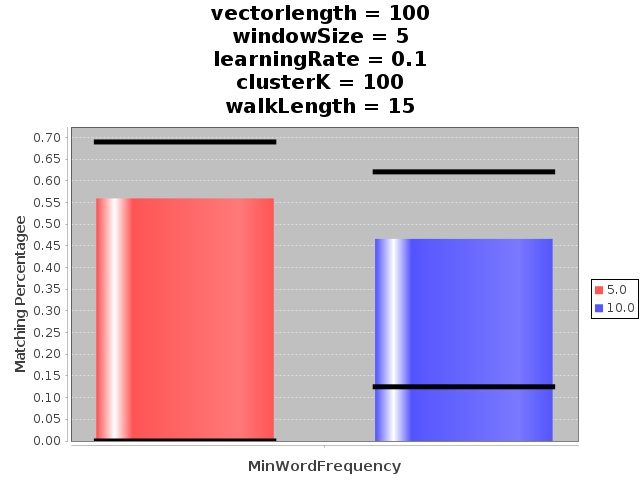 vectorlength = 100
windowSize = 5
learningRate = 0.1
clusterK = 100
walkLength = 15
0.70
0.65
0.60
0.55
0.50
0.45
0.40
0.35
0.30
0.25
0.20
0.15
0.10
0.05
0.00
Matching Percentagee
MinWordFrequency
5.0
10.0